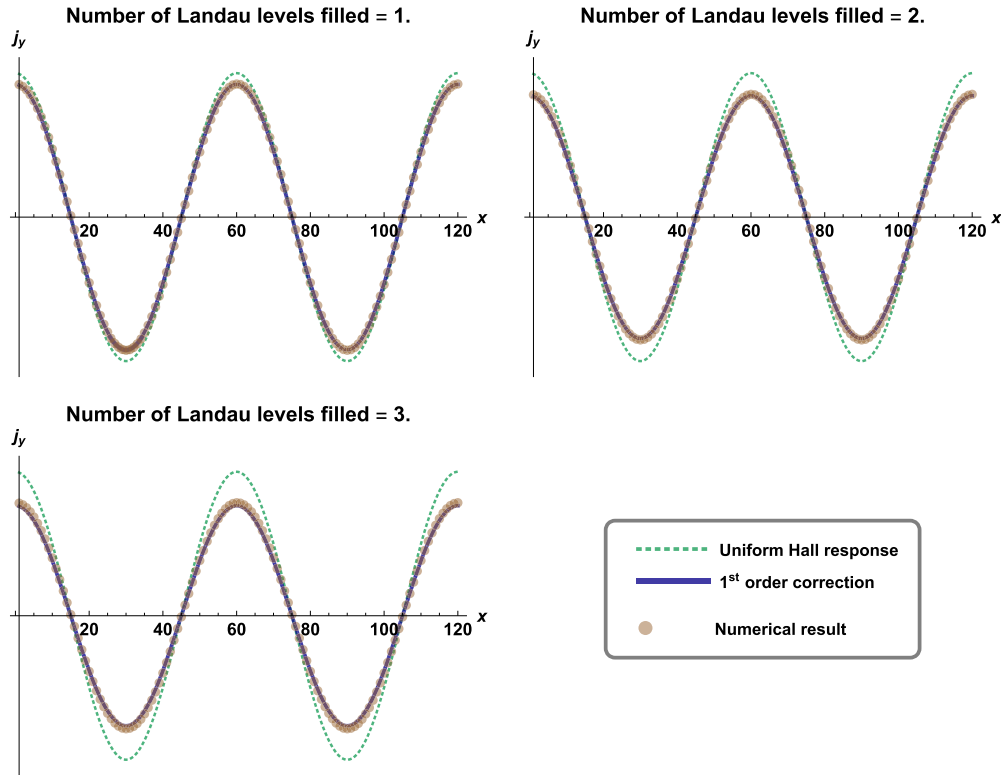 Number of Landau levels filled = 1.
j_y
20 40 60 80 100 120 x
Number of Landau levels filled = 2.
j_y
20 40 60 80 100 120 x
Number of Landau levels filled = 3.
j_y
20 40 60 80 100 120 x
Uniform Hall response
1st order correction
Numerical result